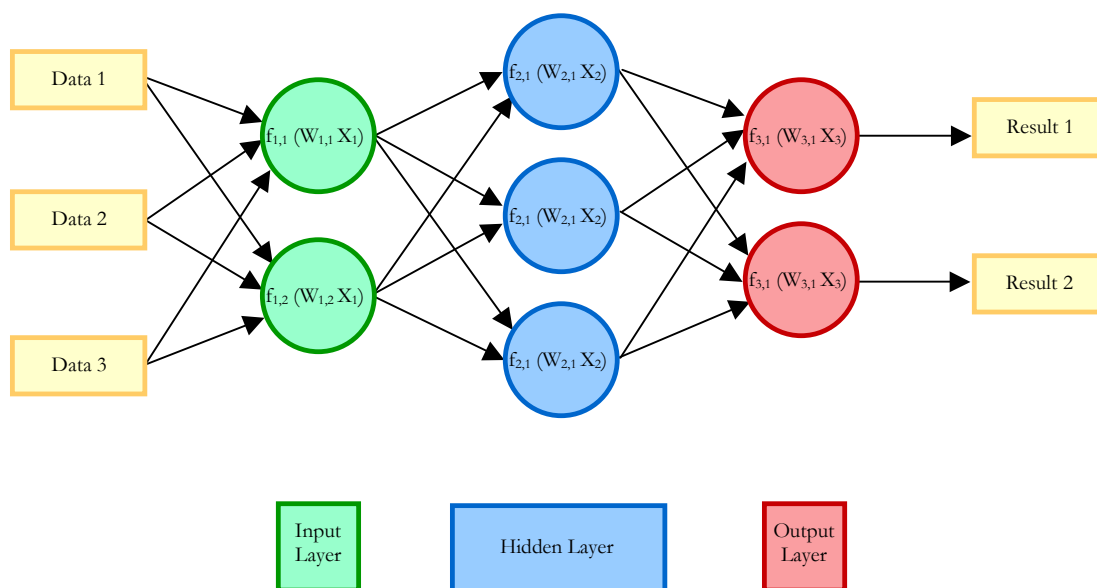 Data 1
Data 2
Data 3
f1,1 (W1,1 X1)
f1,2 (W1,2 X1)
f2,1 (W2,1 X2)
f2,1 (W2,1 X2)
f2,1 (W2,1 X2)
f3,1 (W3,1 X3)
f3,1 (W3,1 X3)
Result 1
Result 2
Input
Layer
Hidden Layer
Output
Layer